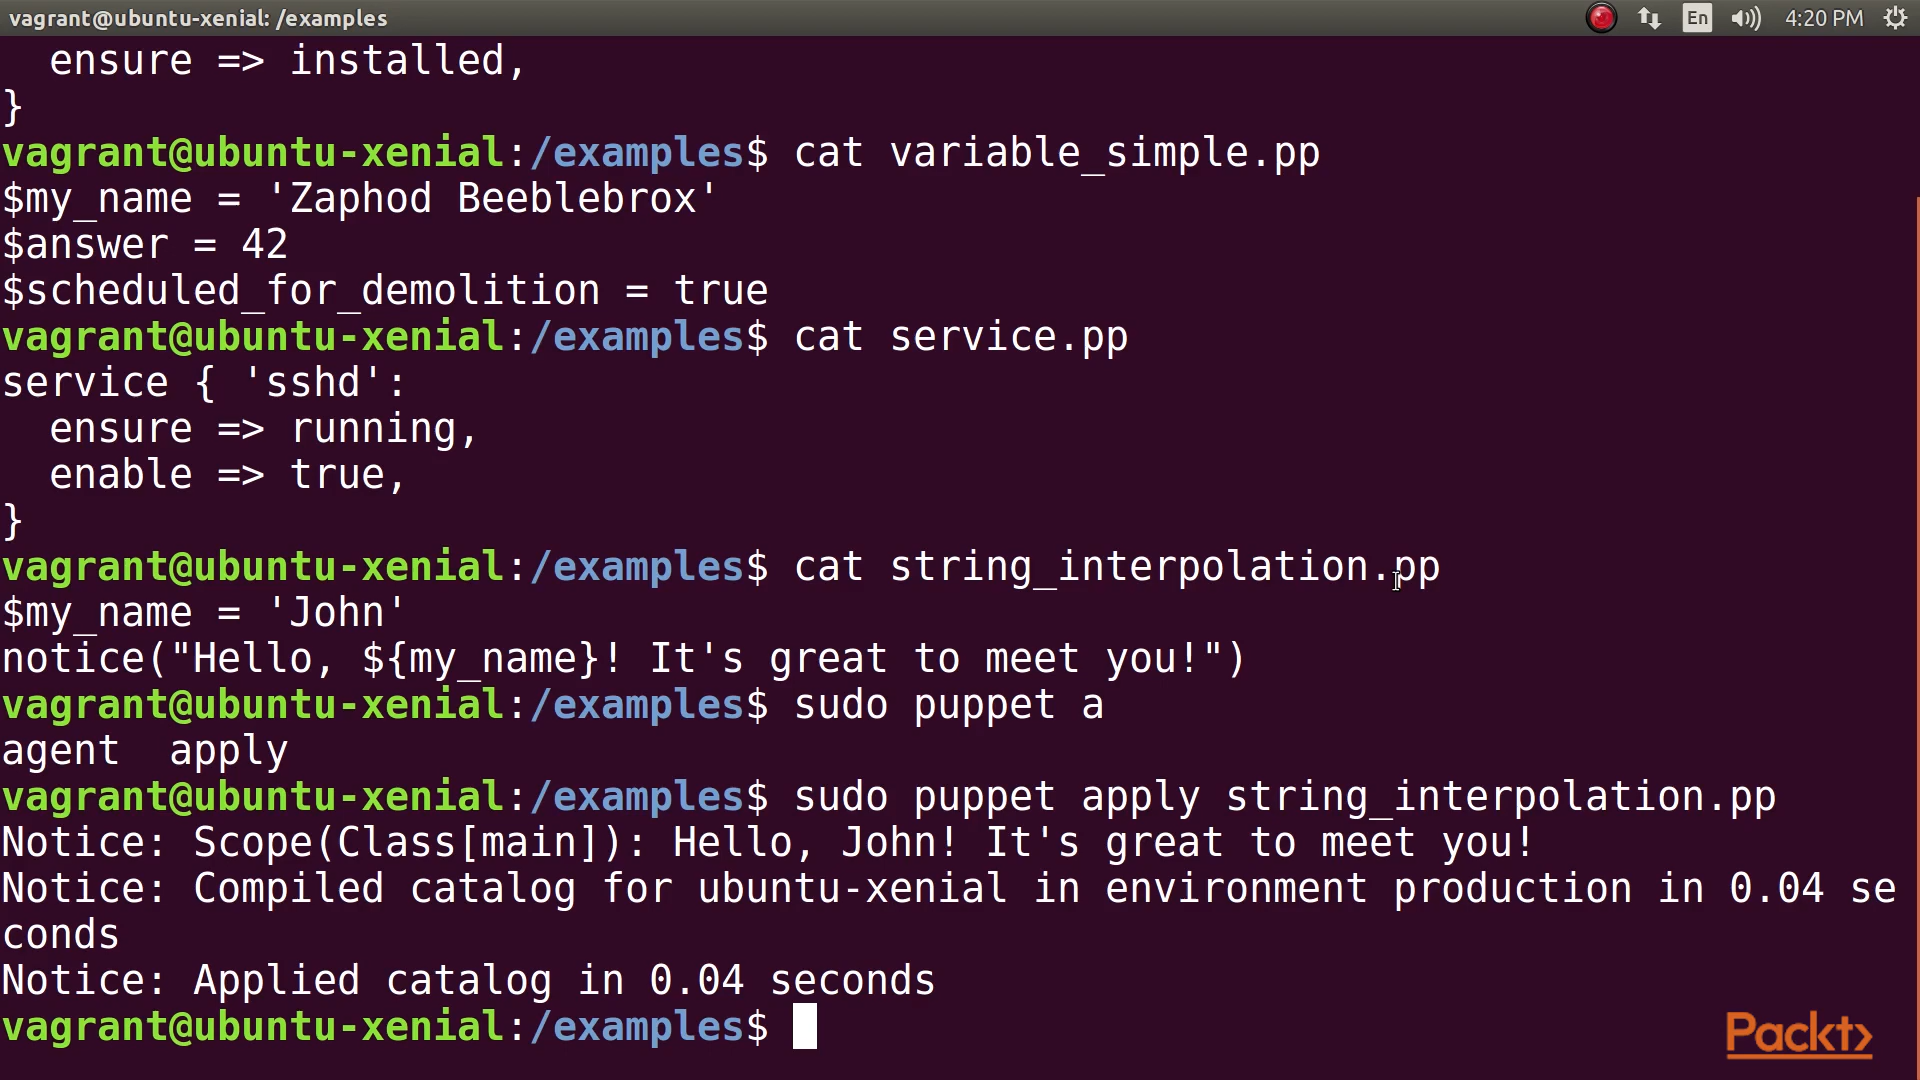 vagrant@ubuntu-xenial: /examples
En
4:20 PM
  ensure => installed,
}
vagrant@ubuntu-xenial:/examples$ cat variable_simple.pp
$my_name = 'Zaphod Beeblebrox'
$answer = 42
$scheduled_for_demolition = true
vagrant@ubuntu-xenial:/examples$ cat service.pp
service { 'sshd':
  ensure => running,
  enable => true,
}
vagrant@ubuntu-xenial:/examples$ cat string_interpolation.pp
$my_name = 'John'
notice("Hello, ${my_name}! It's great to meet you!")
vagrant@ubuntu-xenial:/examples$ sudo puppet a
agent  apply
vagrant@ubuntu-xenial:/examples$ sudo puppet apply string_interpolation.pp
Notice: Scope(Class[main]): Hello, John! It's great to meet you!
Notice: Compiled catalog for ubuntu-xenial in environment production in 0.04 se
conds
Notice: Applied catalog in 0.04 seconds
vagrant@ubuntu-xenial:/examples$
Packt>